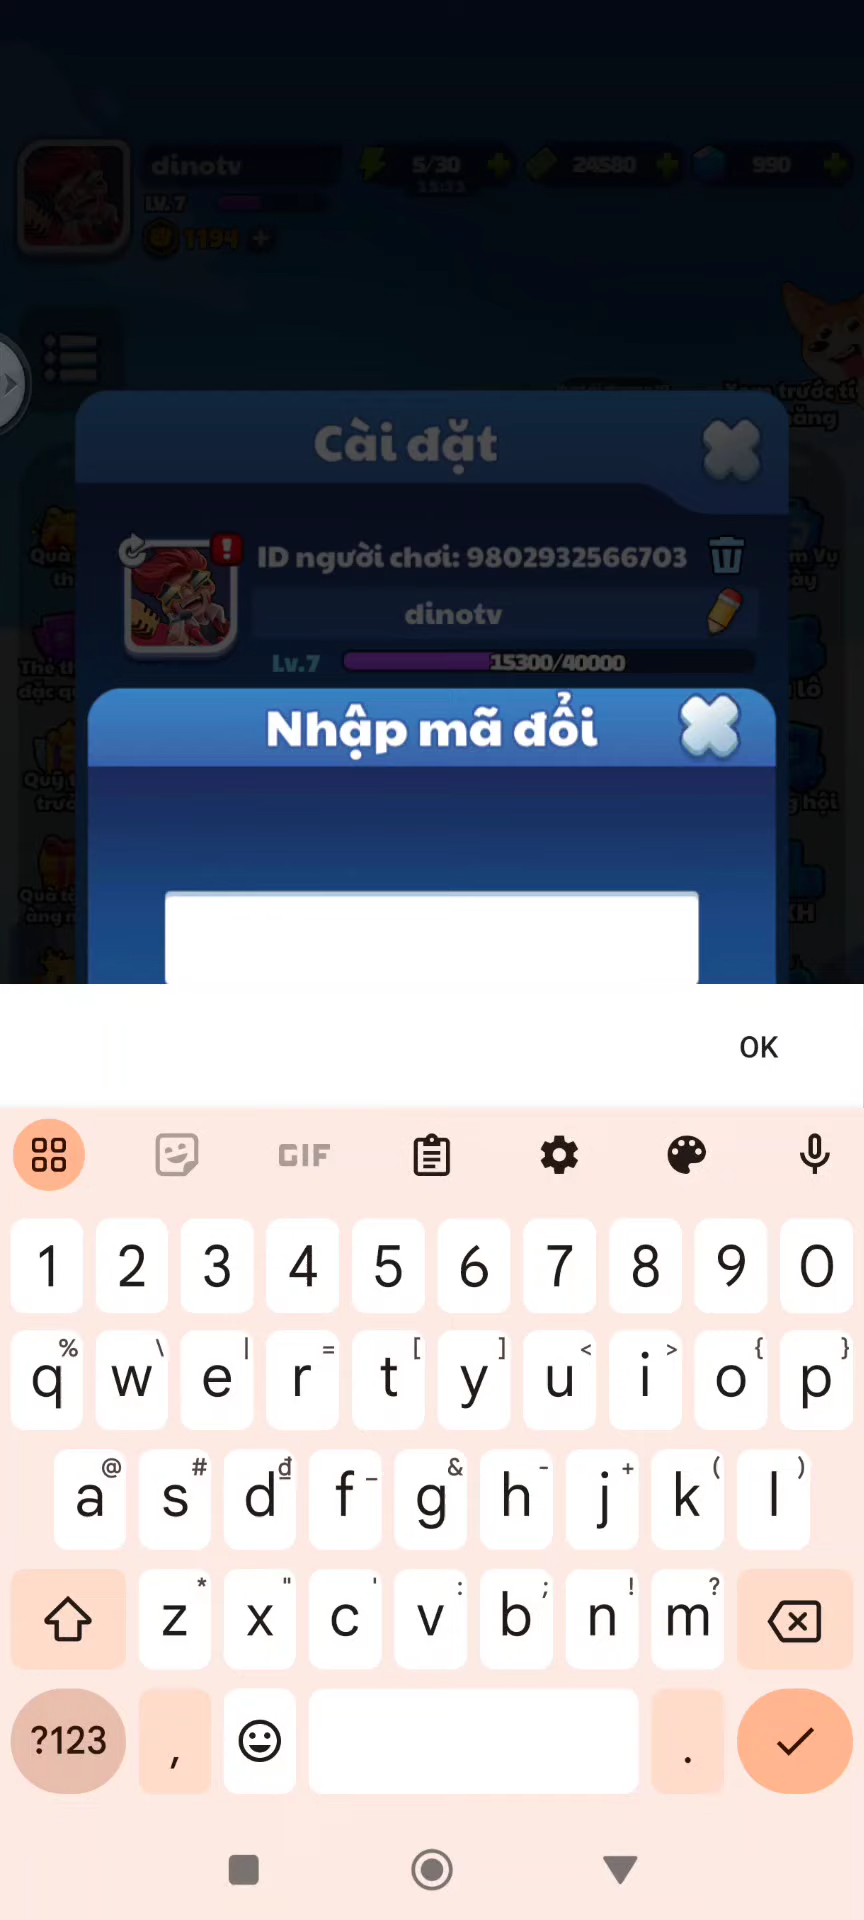 dinotv
5/30
24580
990
LV. 7
1194
Cài đặt
ID người chơi: 9802932566703
dinotv
Lv.7
15300/40000
Nhập mã đổi
OK
GIF
1 2 3 4 5 6 7 8 9 0
% \ | = [ ] < > { }
q w e r t y u i o p
@ # đ _ & - + ( )
a s d f g h j k l
* " ' : ; ! ?
z x c v b n m
?123 , .